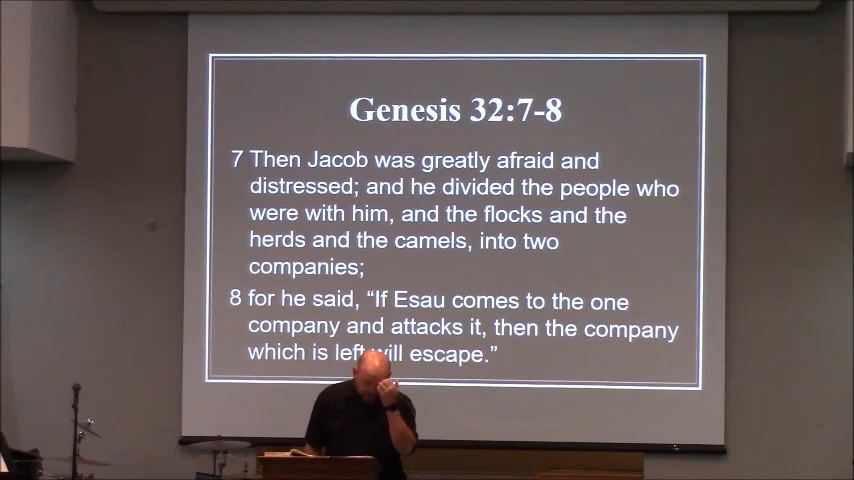 Genesis 32:7-8
7 Then Jacob was greatly afraid and
distressed; and he divided the people who
were with him, and the flocks and the
herds and the camels, into two
companies;
8 for he said, “If Esau comes to the one
company and attacks it, then the company
which is left will escape.”